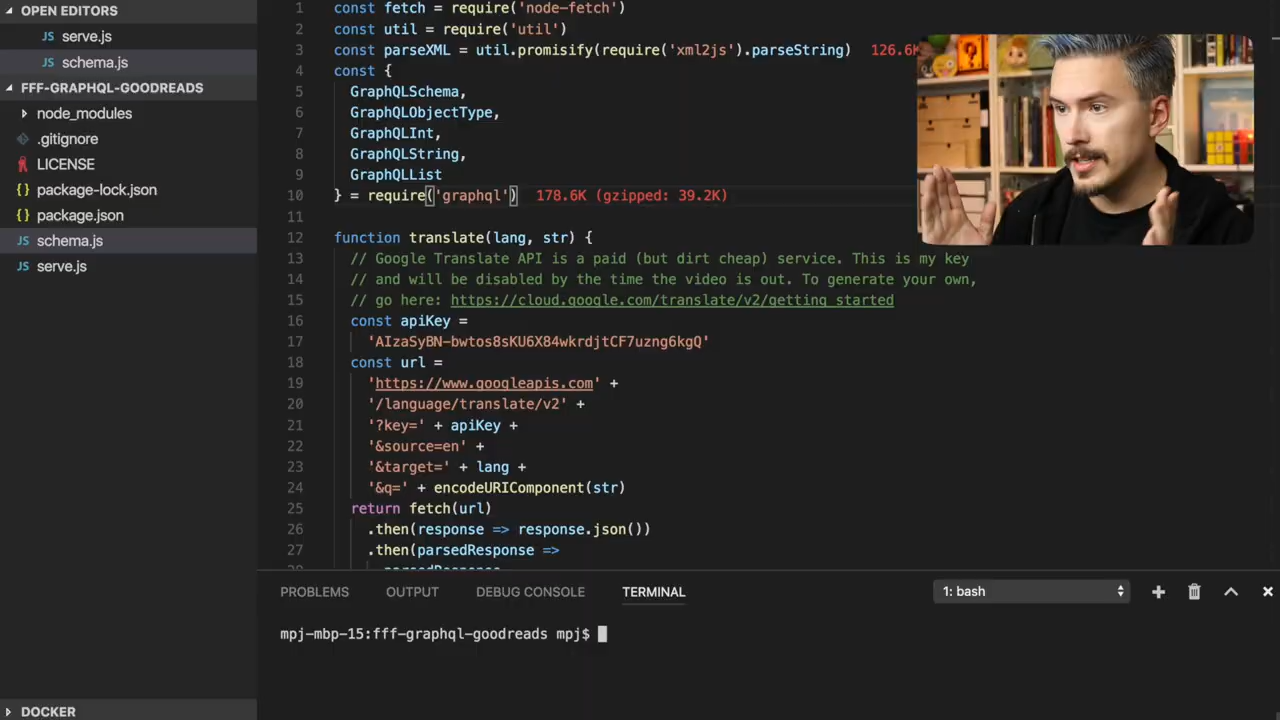 OPEN EDITORS
serve.js
schema.js
FFF-GRAPHQL-GOODREADS
node_modules
.gitignore
LICENSE
package-lock.json
package.json
schema.js
serve.js
DOCKER
1 const fetch = require('node-fetch')
2 const util = require('util')
3 const parseXML = util.promisify(require('xml2js').parseString) 126.6K
4 const {
5 GraphQLSchema,
6 GraphQLObjectType,
7 GraphQLInt,
8 GraphQLString,
9 GraphQLList
10 } = require('graphql') 178.6K (gzipped: 39.2K)
11
12 function translate(lang, str) {
13 // Google Translate API is a paid (but dirt cheap) service. This is my key
14 // and will be disabled by the time the video is out. To generate your own,
15 // go here: https://cloud.google.com/translate/v2/getting_started
16 const apiKey =
17 'AIzaSyBN-bwtos8sKU6X84wkrdjtCF7uzng6kgQ'
18 const url =
19 'https://www.googleapis.com' +
20 '/language/translate/v2' +
21 '?key=' + apiKey +
22 '&source=en' +
23 '&target=' + lang +
24 '&q=' + encodeURIComponent(str)
25 return fetch(url)
26 .then(response => response.json())
27 .then(parsedResponse =>
28 parsedResponse
PROBLEMS OUTPUT DEBUG CONSOLE TERMINAL 1: bash
mpj-mbp-15:fff-graphql-goodreads mpj$